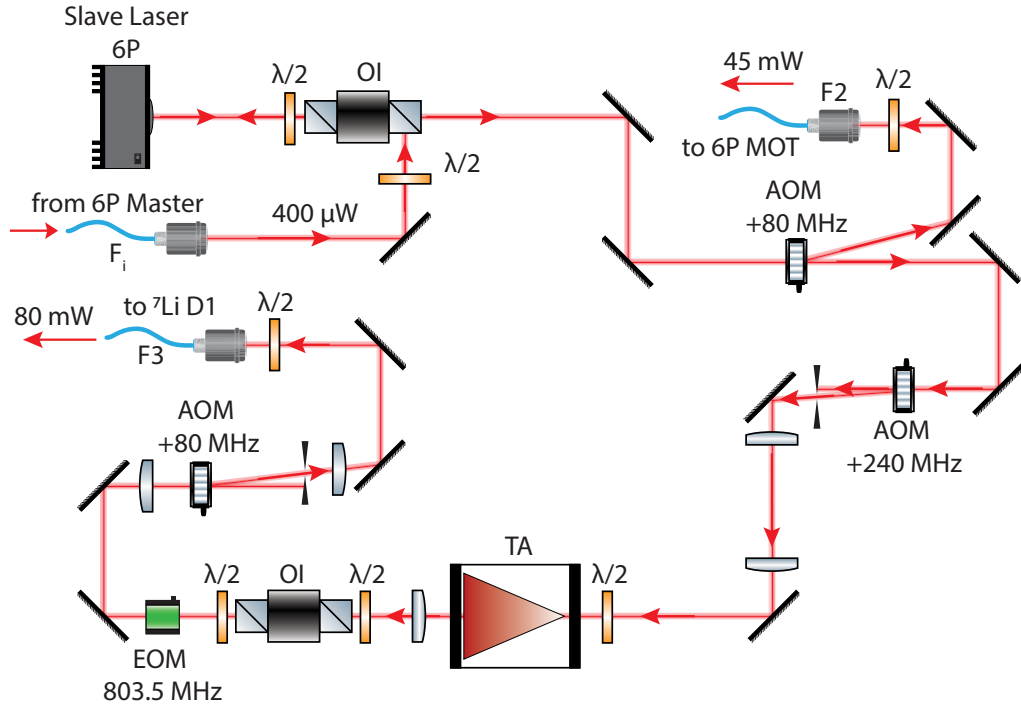 Slave Laser
6P
λ/2
OI
45 mW
F2
λ/2
to 6P MOT
λ/2
from 6P Master
400 µW
F i
AOM
+80 MHz
to ⁷Li D1
80 mW
F3
λ/2
AOM
+80 MHz
AOM
+240 MHz
TA
λ/2
OI
λ/2
λ/2
EOM
803.5 MHz